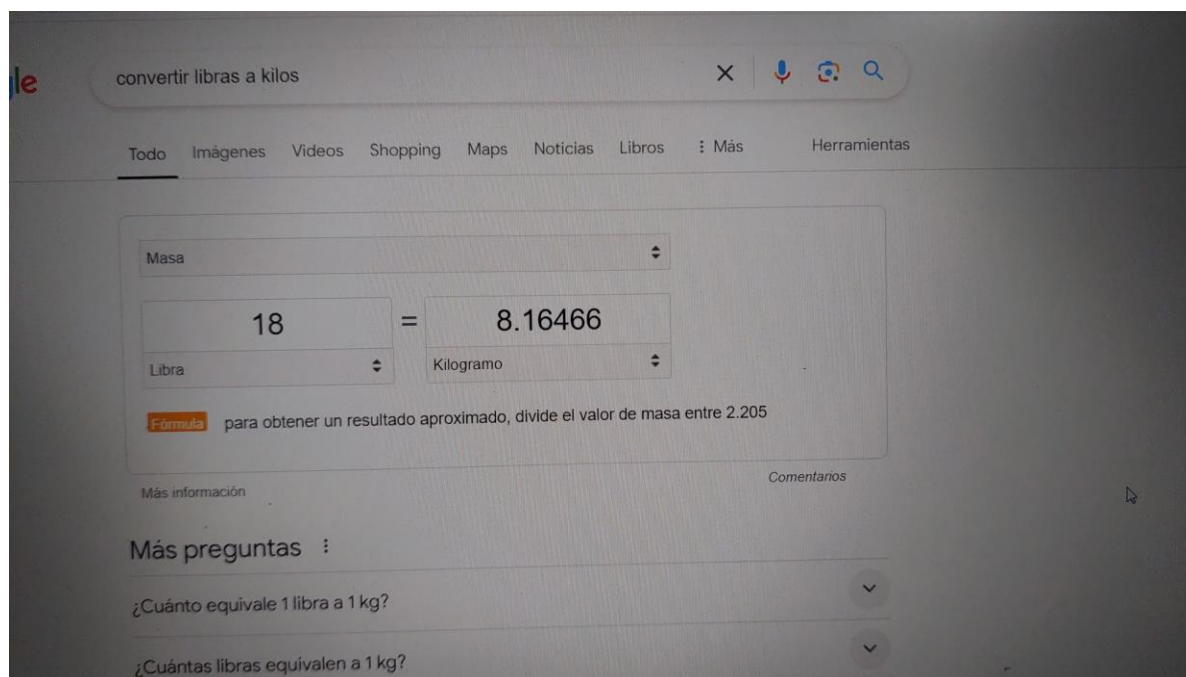 le
convertir libras a kilos
Todo Imágenes Videos Shopping Maps Noticias Libros Más Herramientas
Masa
18 = 8.16466
Libra Kilogramo
Fórmula para obtener un resultado aproximado, divide el valor de masa entre 2.205
Comentarios
Más información
Más preguntas
¿Cuánto equivale 1 libra a 1 kg?
¿Cuántas libras equivalen a 1 kg?